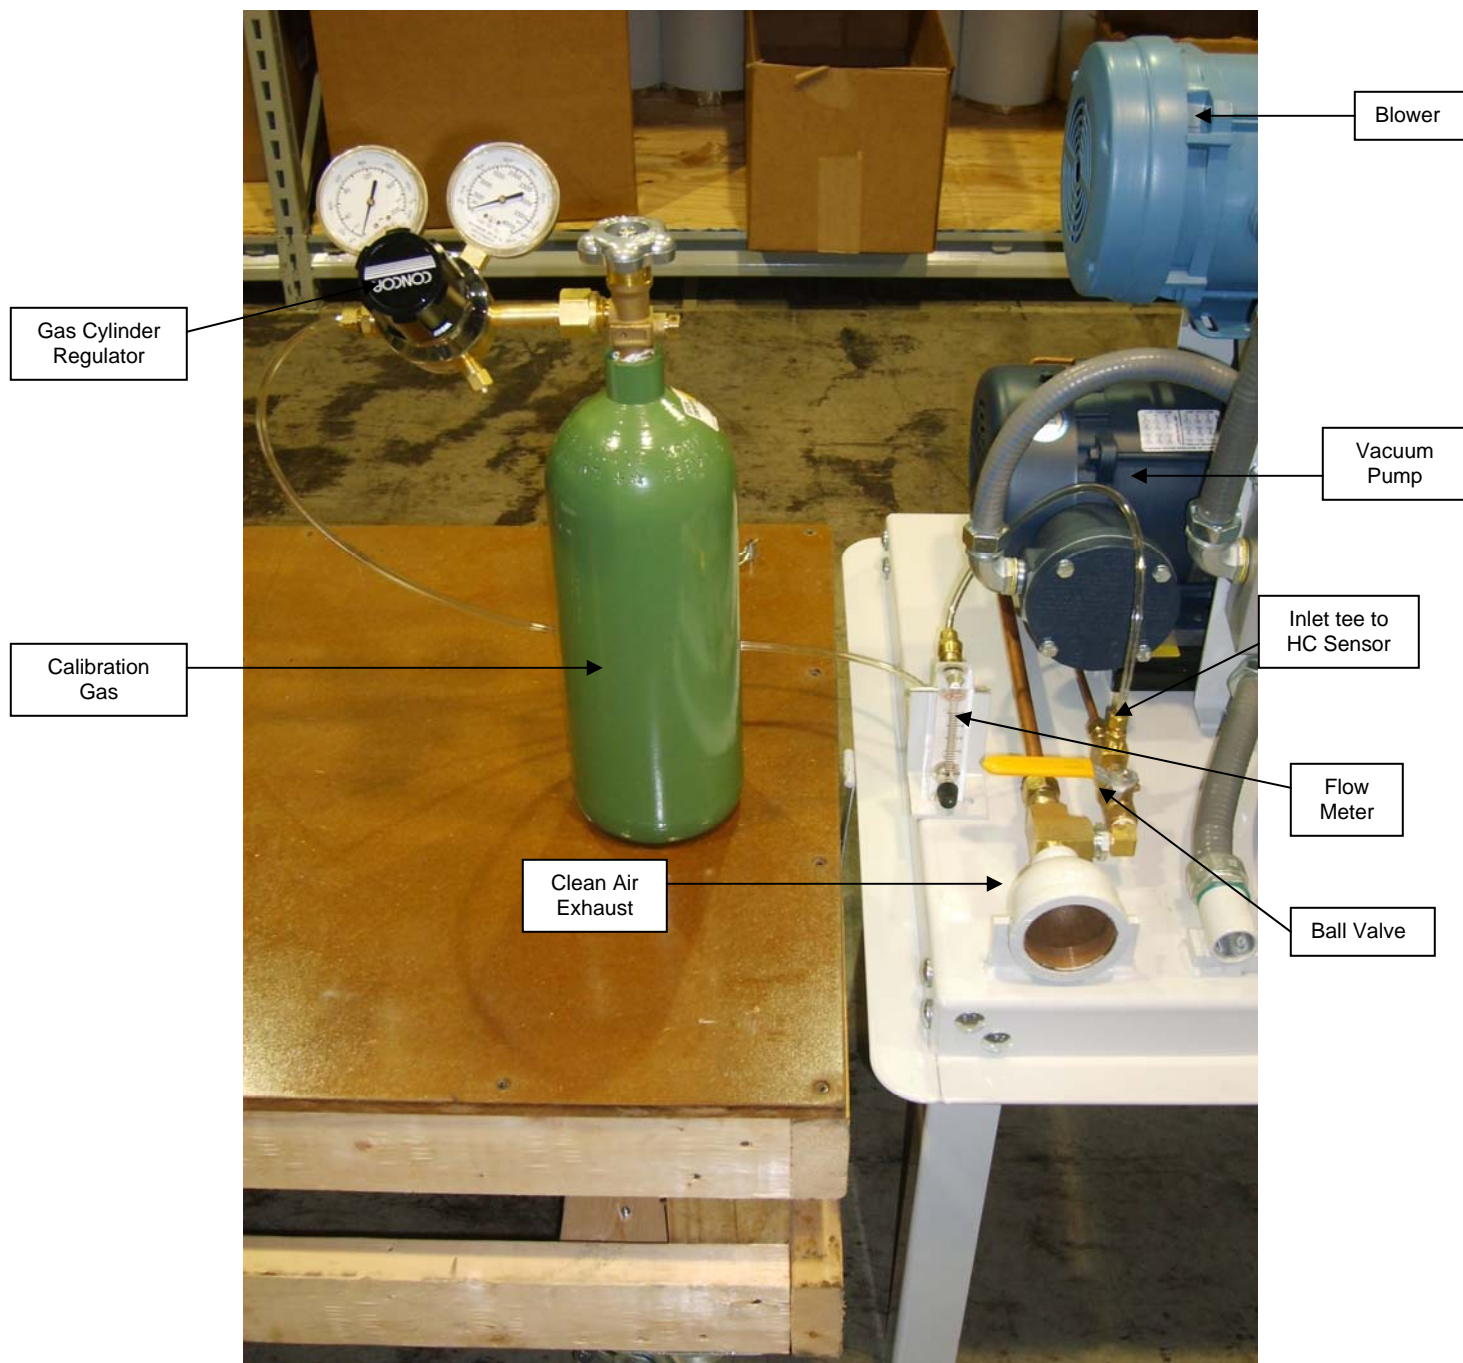 Blower
CONCOA
Gas Cylinder
Regulator
Vacuum
Pump
Inlet tee to
HC Sensor
Calibration
Gas
Flow
Meter
Clean Air
Exhaust
Ball Valve